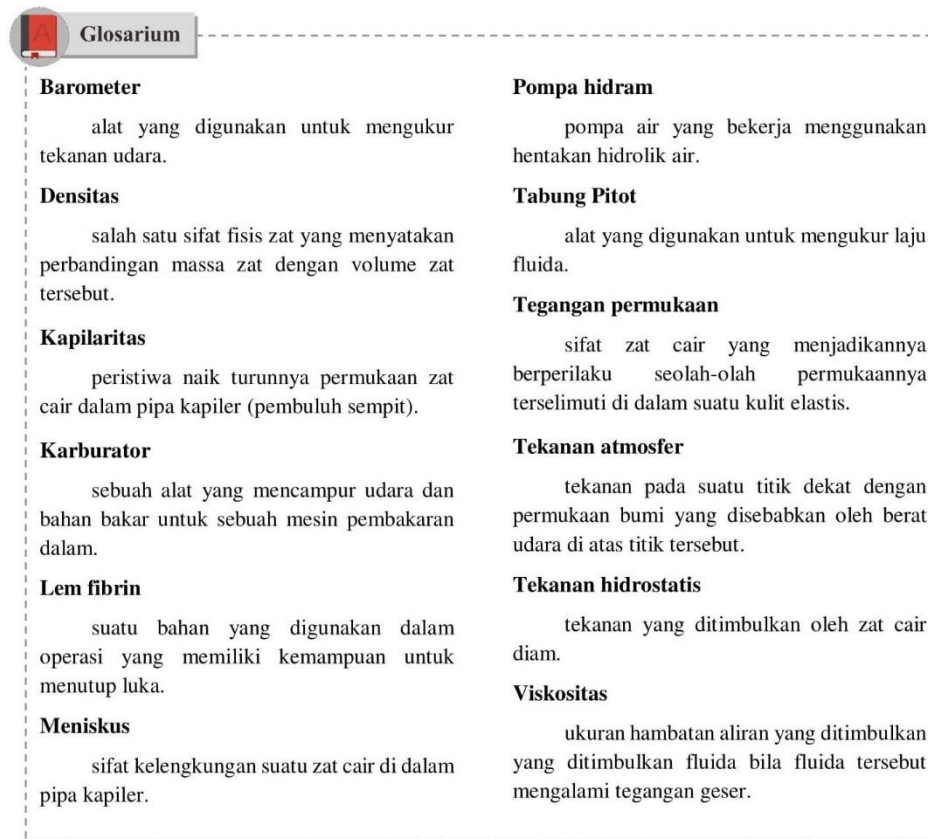 Glosarium
Barometer
alat yang digunakan untuk mengukur
tekanan udara.
Densitas
salah satu sifat fisis zat yang menyatakan
perbandingan massa zat dengan volume zat
tersebut.
Kapilaritas
peristiwa naik turunnya permukaan zat
cair dalam pipa kapiler (pembuluh sempit).
Karburator
sebuah alat yang mencampur udara dan
bahan bakar untuk sebuah mesin pembakaran
dalam.
Lem fibrin
suatu bahan yang digunakan dalam
operasi yang memiliki kemampuan untuk
menutup luka.
Meniskus
sifat kelengkungan suatu zat cair di dalam
pipa kapiler.
Pompa hidram
pompa air yang bekerja menggunakan
hentakan hidrolik air.
Tabung Pitot
alat yang digunakan untuk mengukur laju
fluida.
Tegangan permukaan
sifat zat cair yang menjadikannya
berperilaku seolah-olah permukaannya
terselimuti di dalam suatu kulit elastis.
Tekanan atmosfer
tekanan pada suatu titik dekat dengan
permukaan bumi yang disebabkan oleh berat
udara di atas titik tersebut.
Tekanan hidrostatis
tekanan yang ditimbulkan oleh zat cair
diam.
Viskositas
ukuran hambatan aliran yang ditimbulkan
yang ditimbulkan fluida bila fluida tersebut
mengalami tegangan geser.